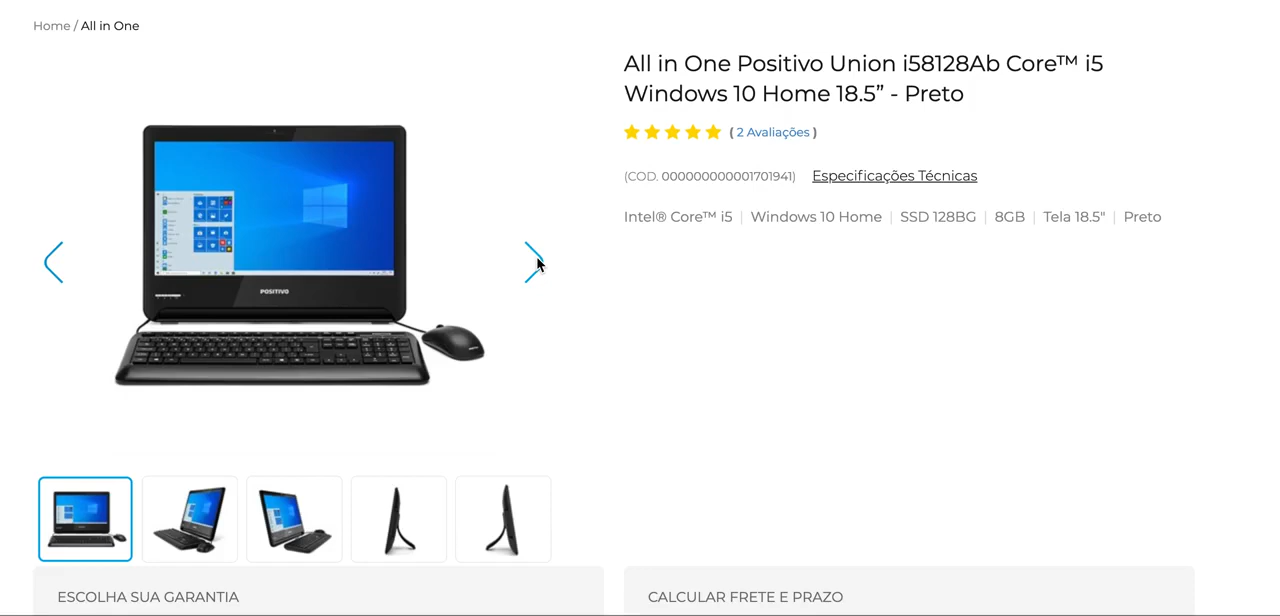 Home / All in One
All in One Positivo Union i58128Ab Core™ i5
Windows 10 Home 18.5” - Preto
( 2 Avaliações )
(COD. 000000000001701941) Especificações Técnicas
Intel® Core™ i5 | Windows 10 Home | SSD 128BG | 8GB | Tela 18.5" | Preto
POSITIVO
ESCOLHA SUA GARANTIA
CALCULAR FRETE E PRAZO